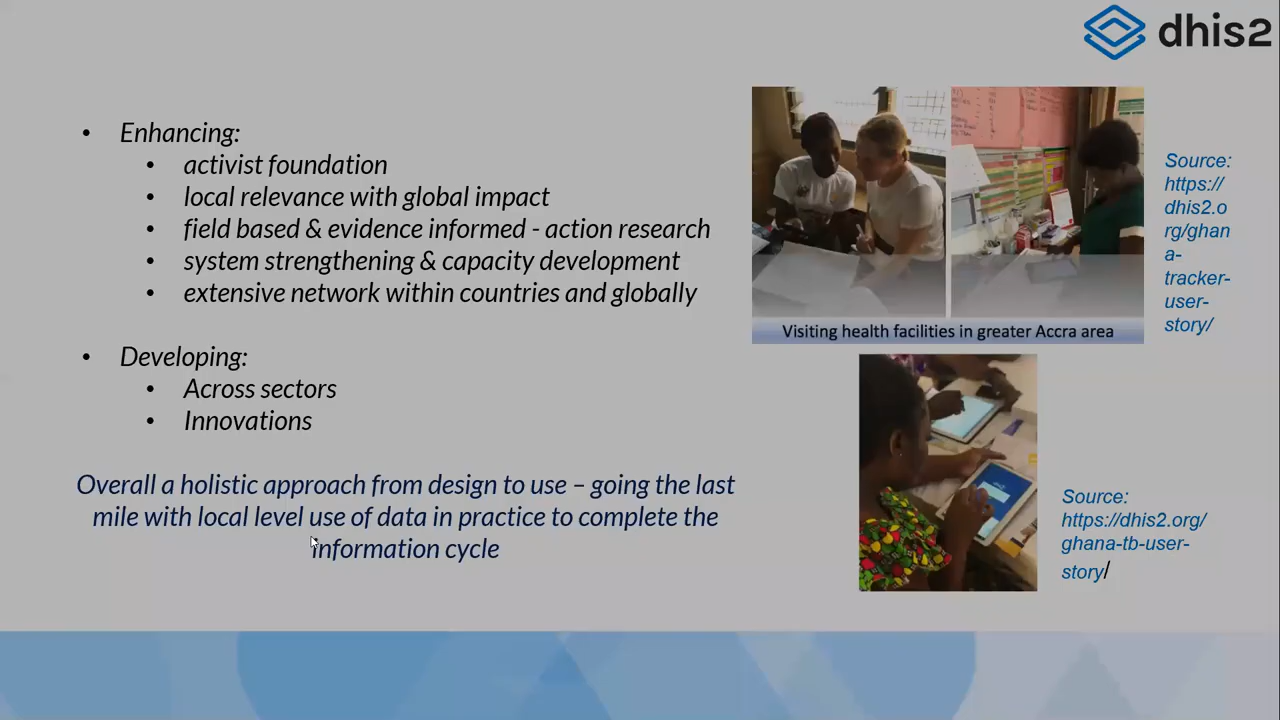 dhis2
• Enhancing:
• activist foundation
• local relevance with global impact
• field based & evidence informed - action research
• system strengthening & capacity development
• extensive network within countries and globally
• Developing:
• Across sectors
• Innovations
Overall a holistic approach from design to use – going the last
mile with local level use of data in practice to complete the
information cycle
Visiting health facilities in greater Accra area
Source:
https://
dhis2.o
rg/ghan
a-
tracker-
user-
story/
Source:
https://dhis2.org/
ghana-tb-user-
story/